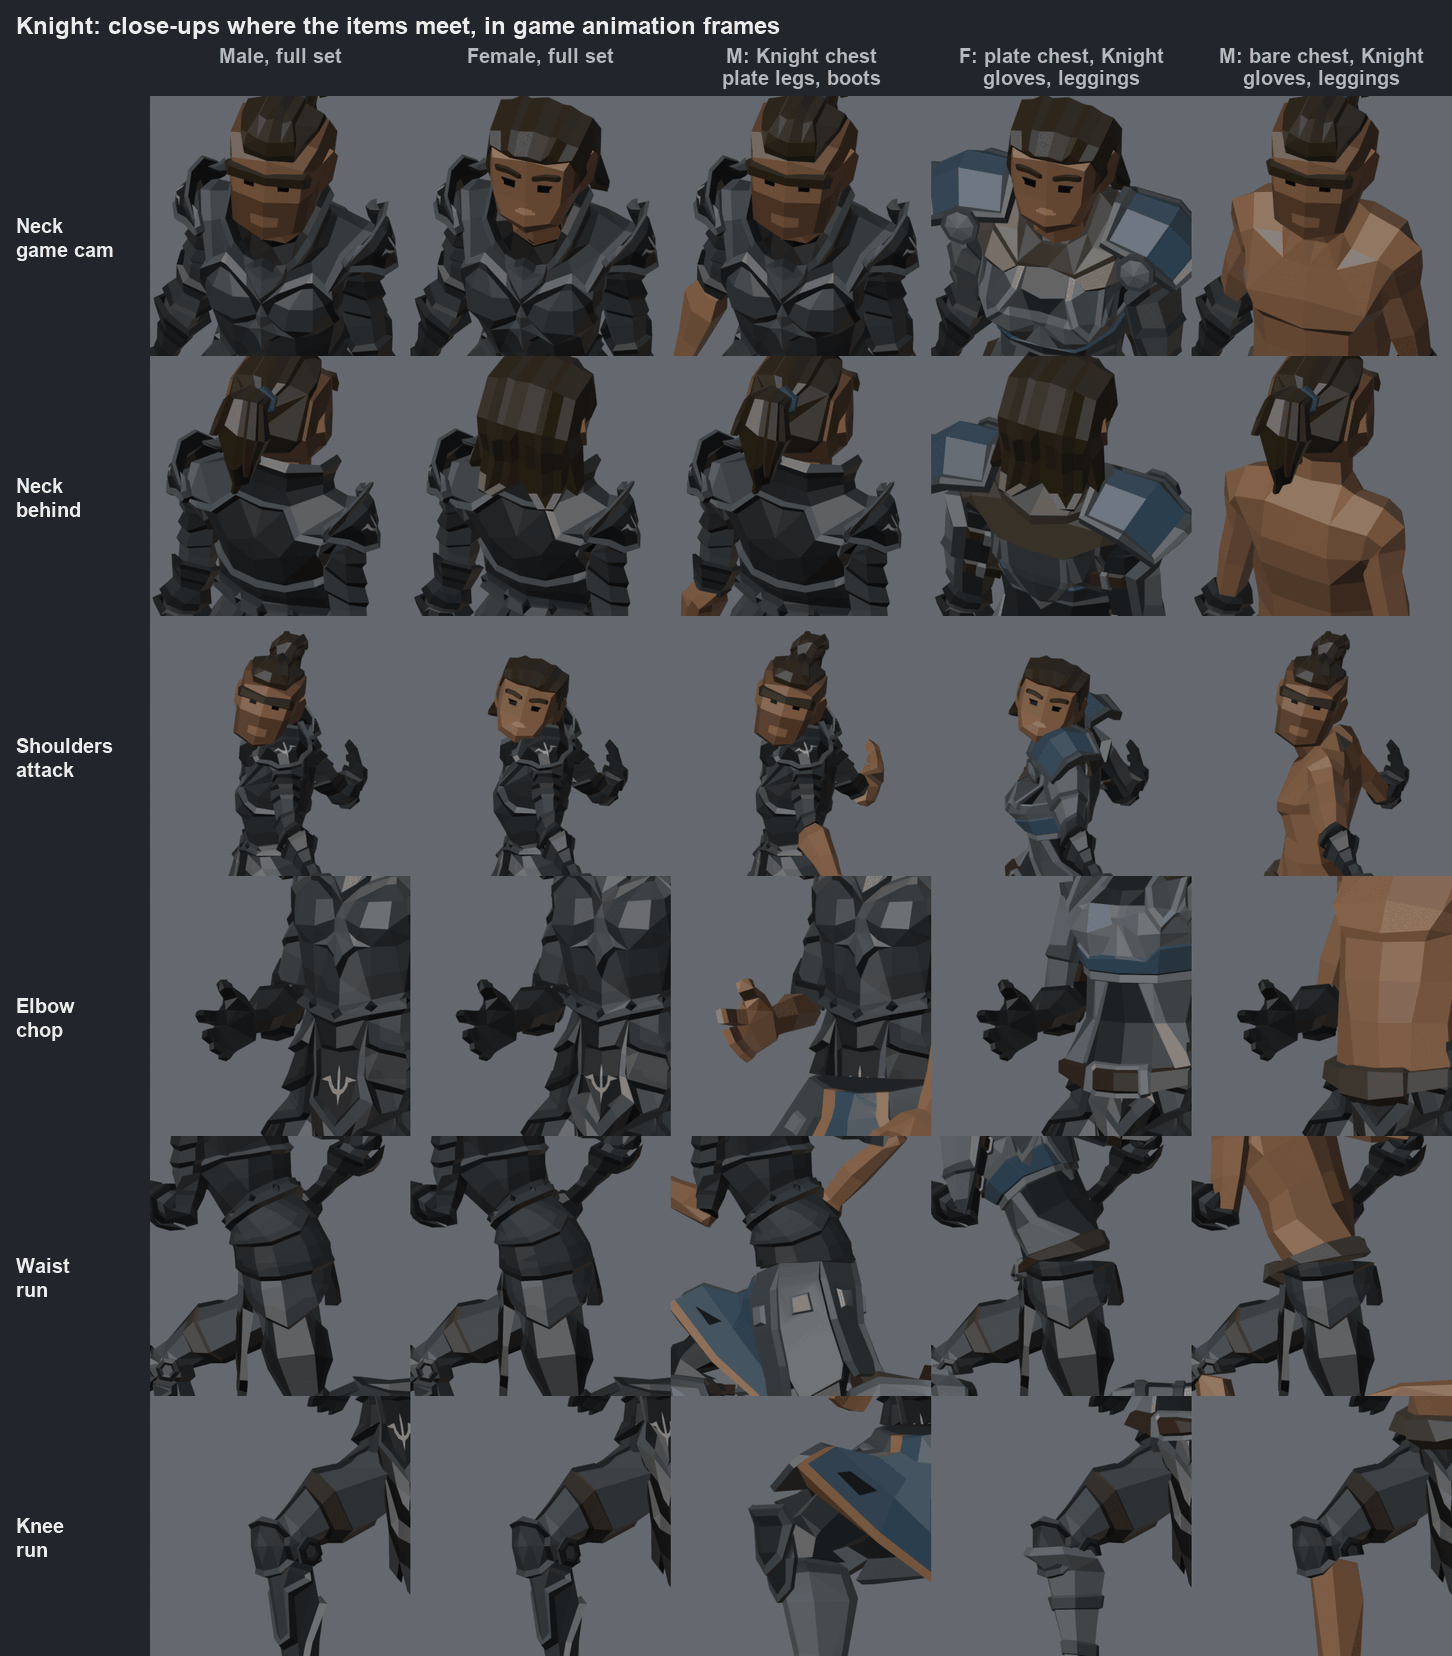 Knight: close-ups where the items meet, in game animation frames
Male, full set
Female, full set
M: Knight chest
plate legs, boots
F: plate chest, Knight
gloves, leggings
M: bare chest, Knight
gloves, leggings
Neck
game cam
Neck
behind
Shoulders
attack
Elbow
chop
Waist
run
Knee
run